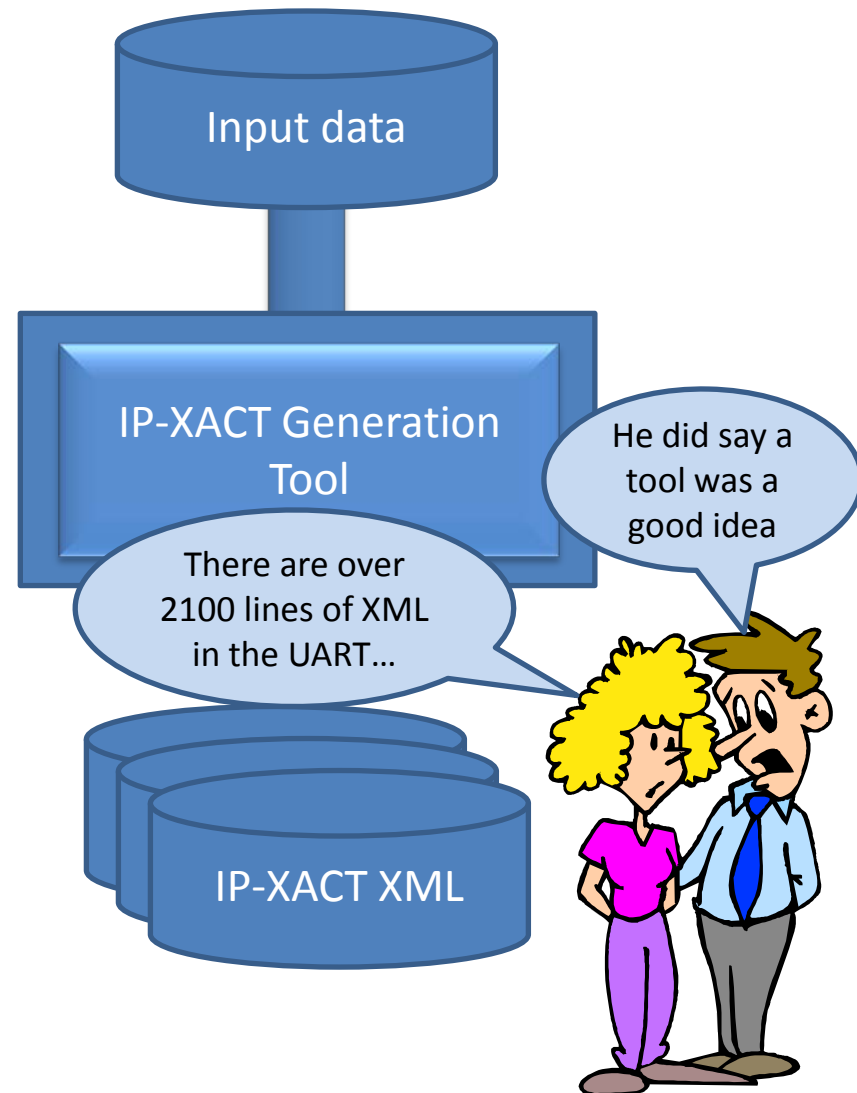 Input data
IP-XACT Generation
Tool
He did say a
tool was a
good idea
There are over
2100 lines of XML
in the UART…
IP-XACT XML